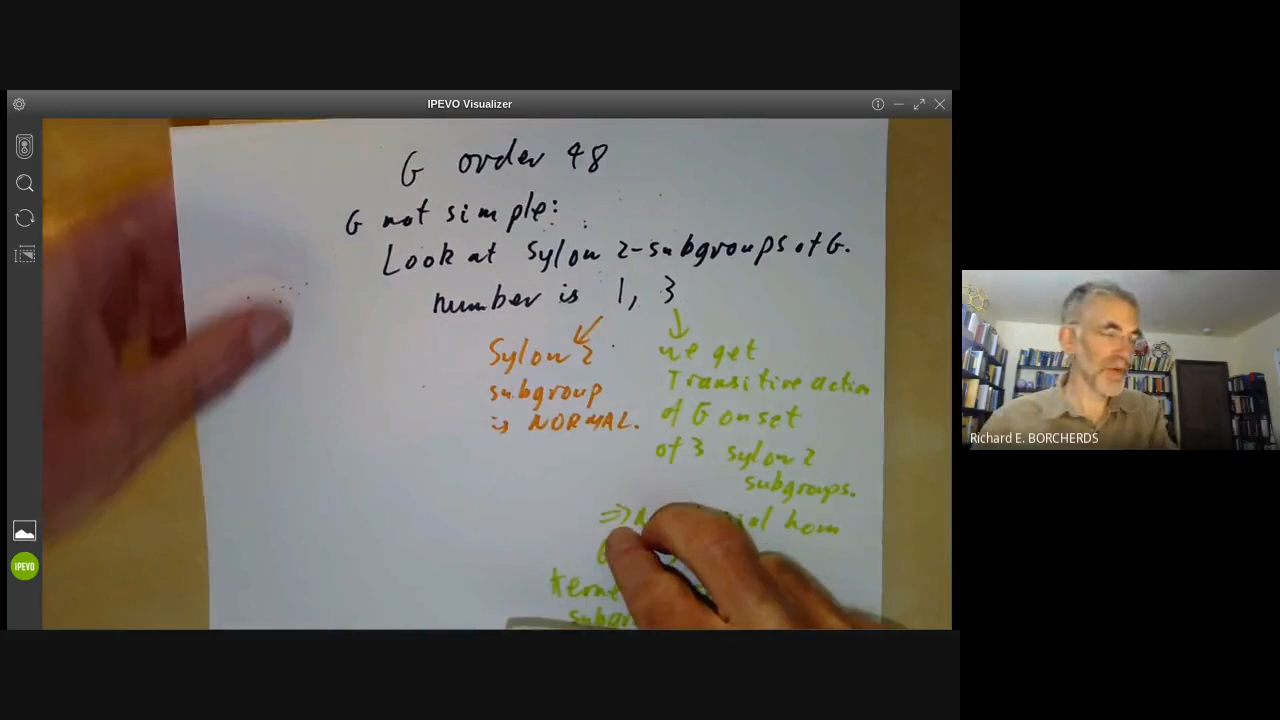 IPEVO Visualizer
G order 48
G not simple:
Look at Sylow 2-subgroups of G.
number is 1, 3
Sylow 2
subgroup
is NORMAL.
we get
Transitive action
of G on set
of 3 Sylow 2
subgroups.
⇒ hom
IPEVO
Richard E. BORCHERDS